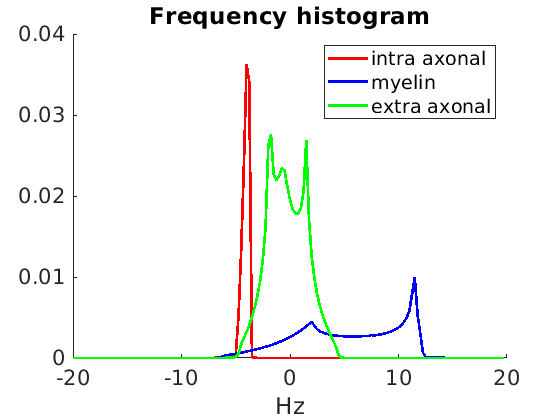 Frequency histogram
0.04
0.03
0.02
0.01
0
intra axonal
myelin
extra axonal
-20
-10
0
10
20
Hz